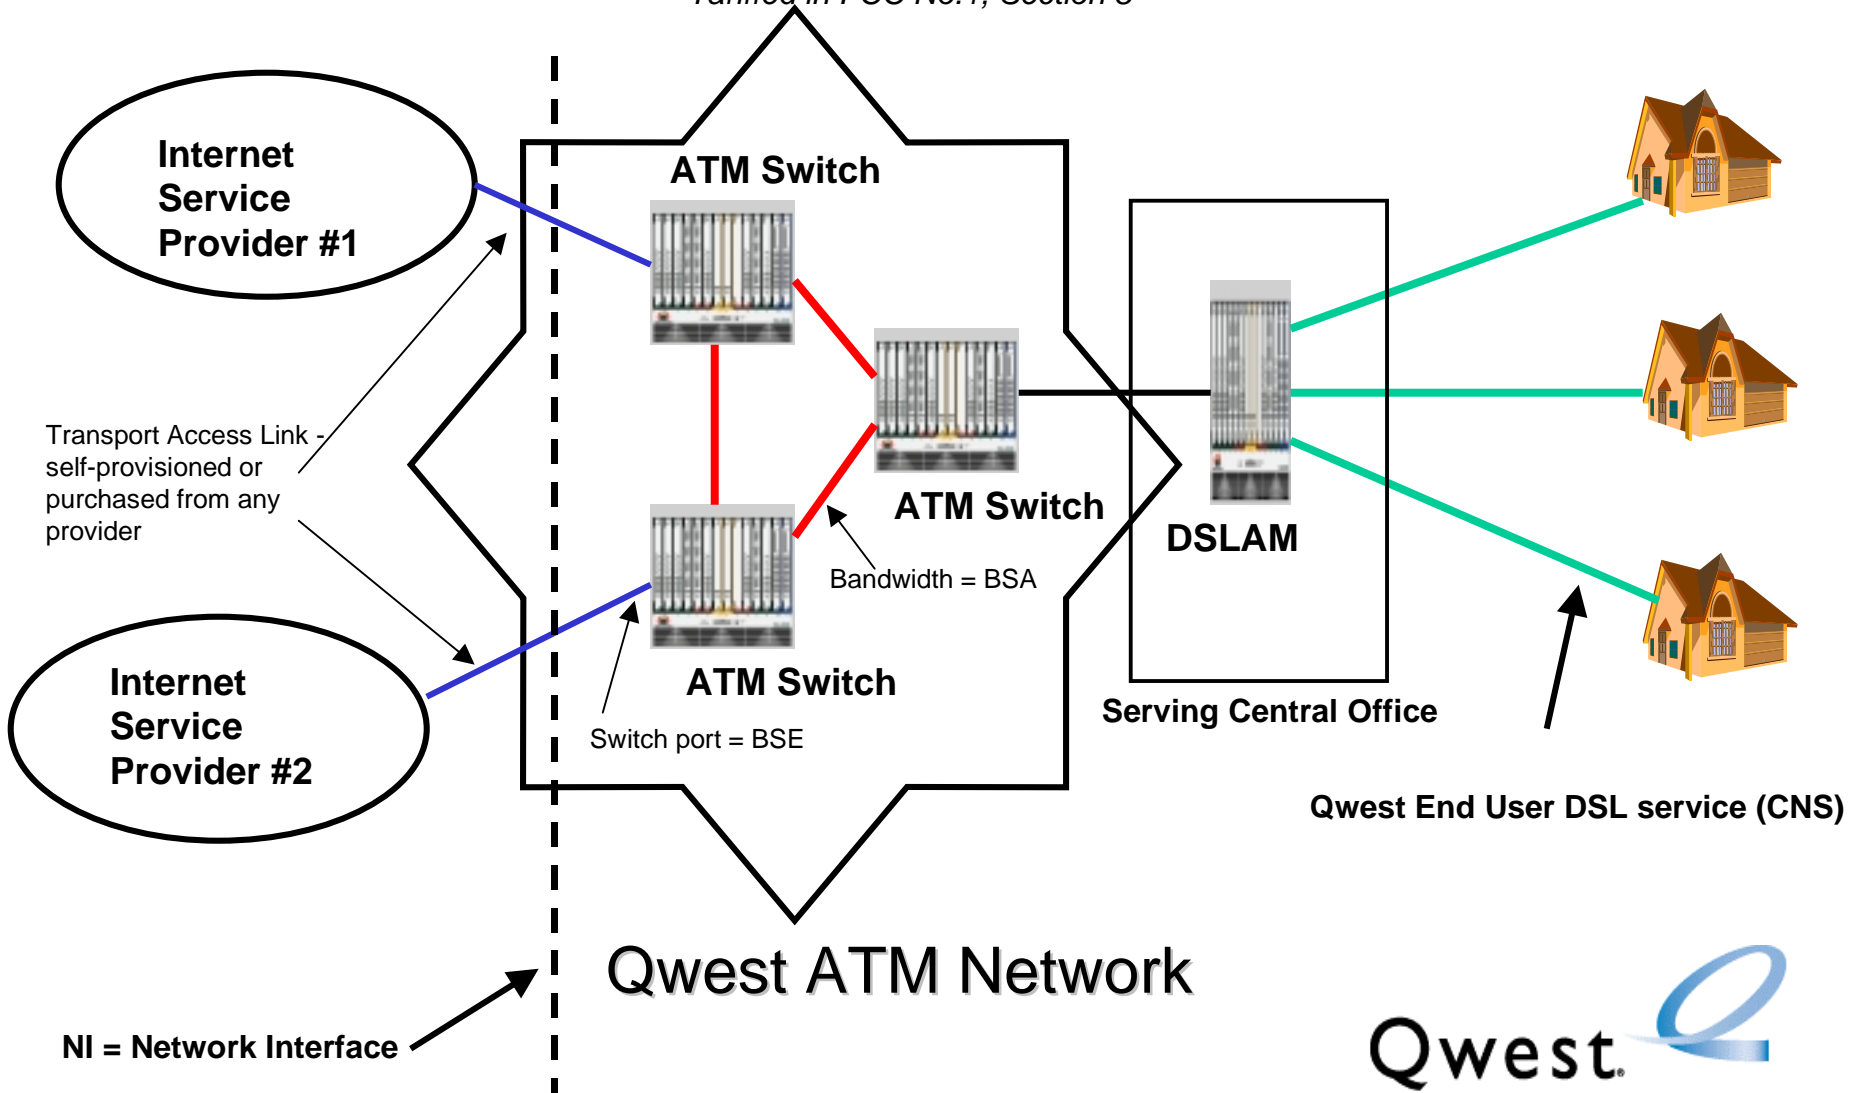 Internet
Service
Provider #1
ATM Switch
Transport Access Link -
self-provisioned or
purchased from any
provider
ATM Switch
DSLAM
Bandwidth = BSA
Internet
Service
Provider #2
ATM Switch
Switch port = BSE
Serving Central Office
Qwest End User DSL service (CNS)
Qwest ATM Network
NI = Network Interface
Qwest.